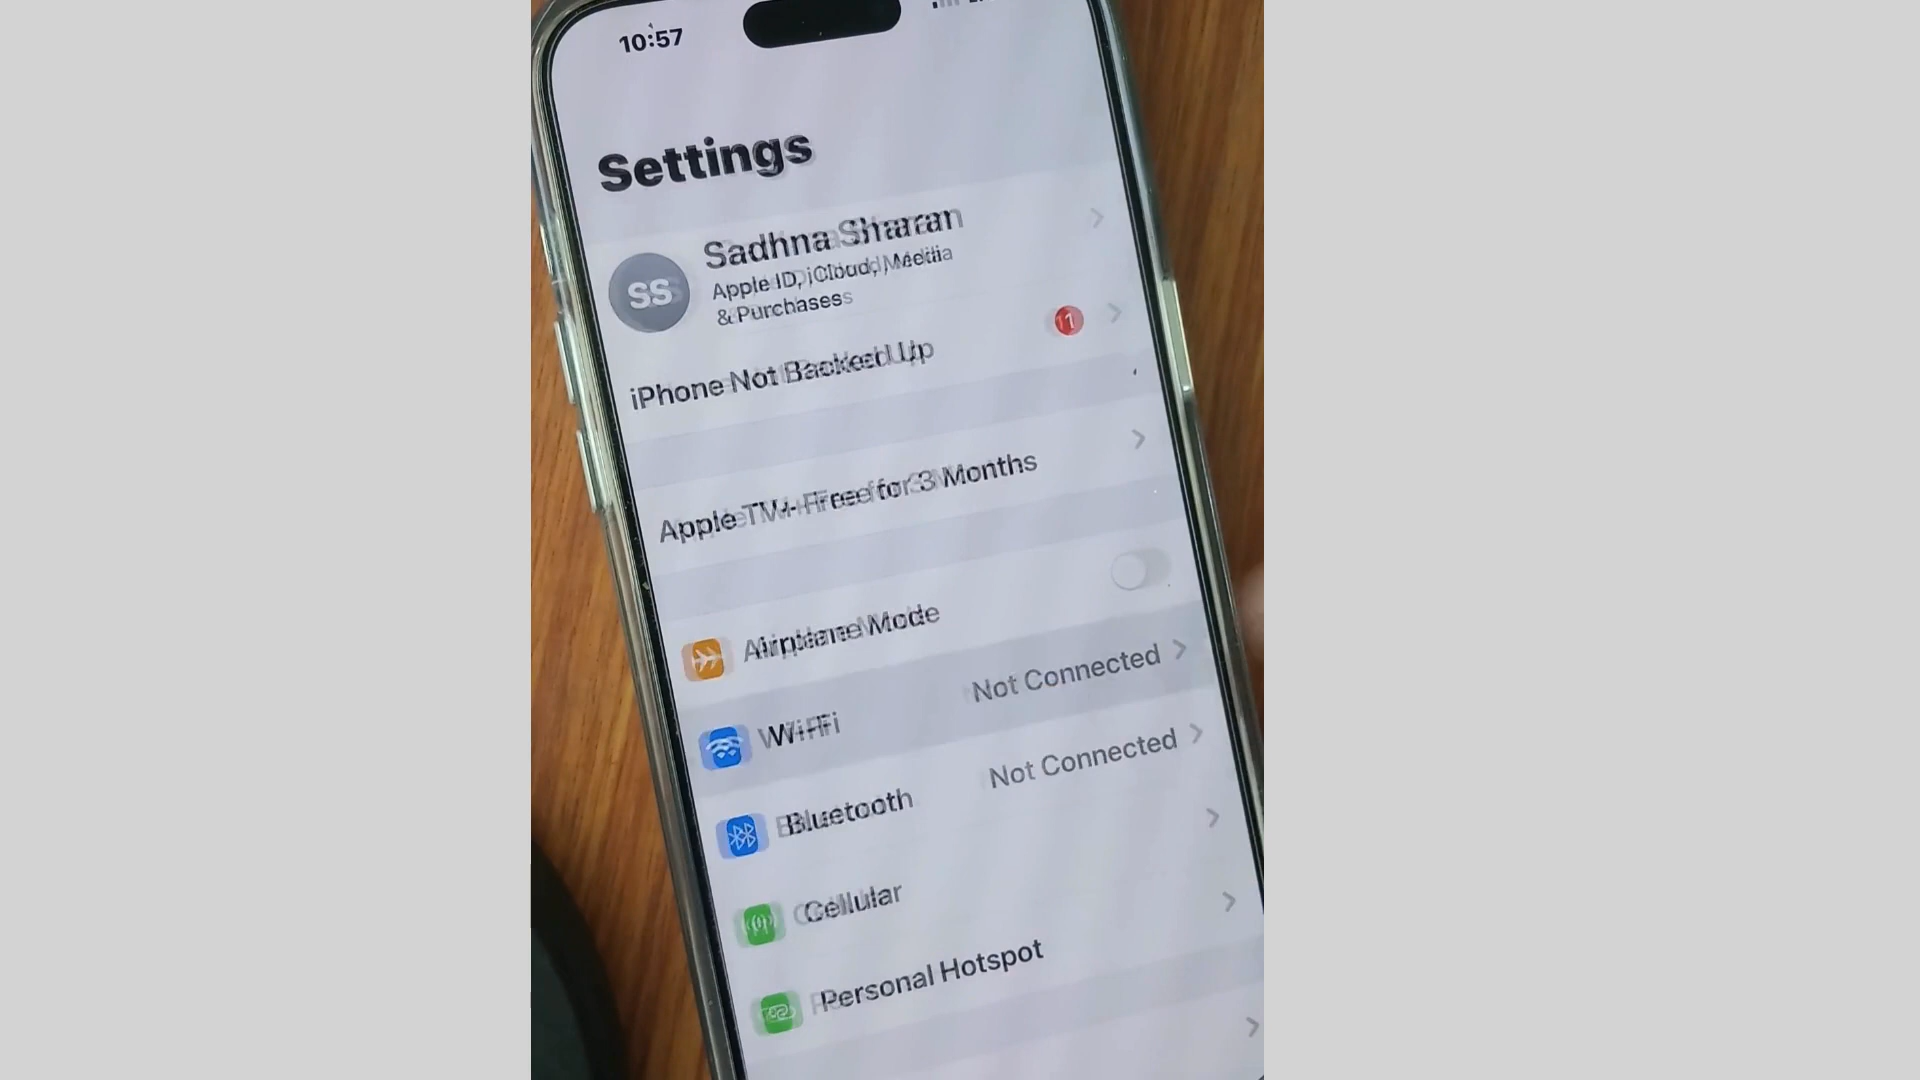 10:57
Settings
SS
Sadhna Sharan
Apple ID, iCloud, Media
& Purchases
iPhone Not Backed Up
1
Apple TV+ Free for 3 Months
Airplane Mode
Wi-Fi
Not Connected
Bluetooth
Not Connected
Cellular
Personal Hotspot